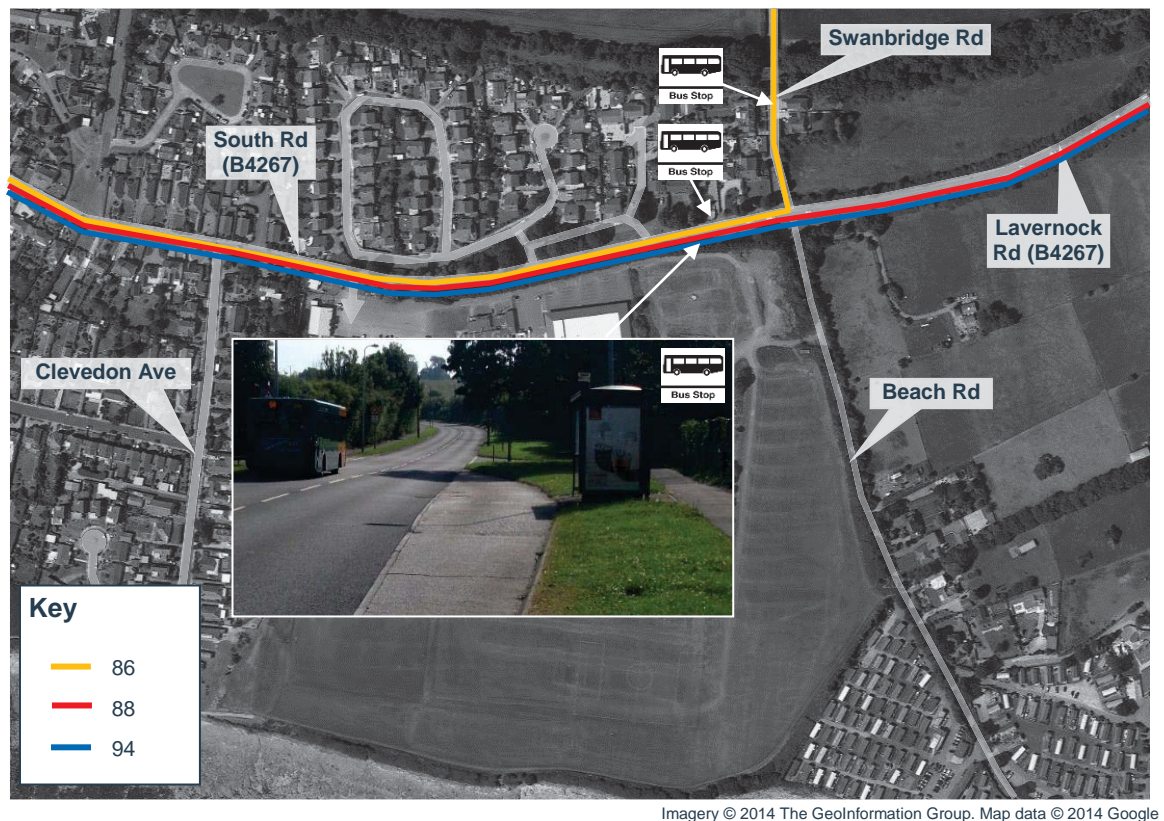 Swanbridge Rd
Bus Stop
South Rd
(B4267)
Bus Stop
Lavernock
Rd (B4267)
Clevedon Ave
Bus Stop
Beach Rd
Key
86
88
94
Imagery © 2014 The GeoInformation Group. Map data © 2014 Google